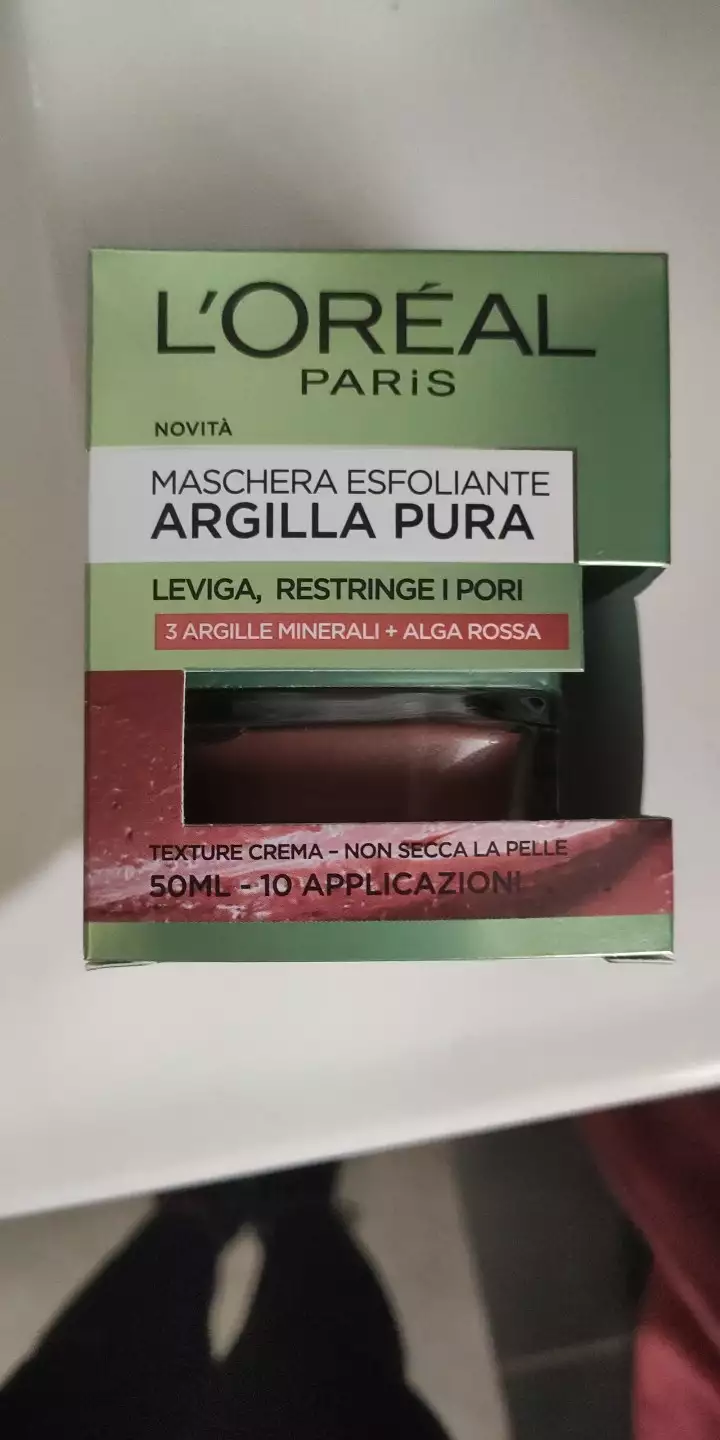 L'ORÉAL
PARiS
NOVITÀ
MASCHERA ESFOLIANTE
ARGILLA PURA
LEVIGA, RESTRINGE I PORI
3 ARGILLE MINERALI + ALGA ROSSA
TEXTURE CREMA - NON SECCA LA PELLE
50ML - 10 APPLICAZIONI